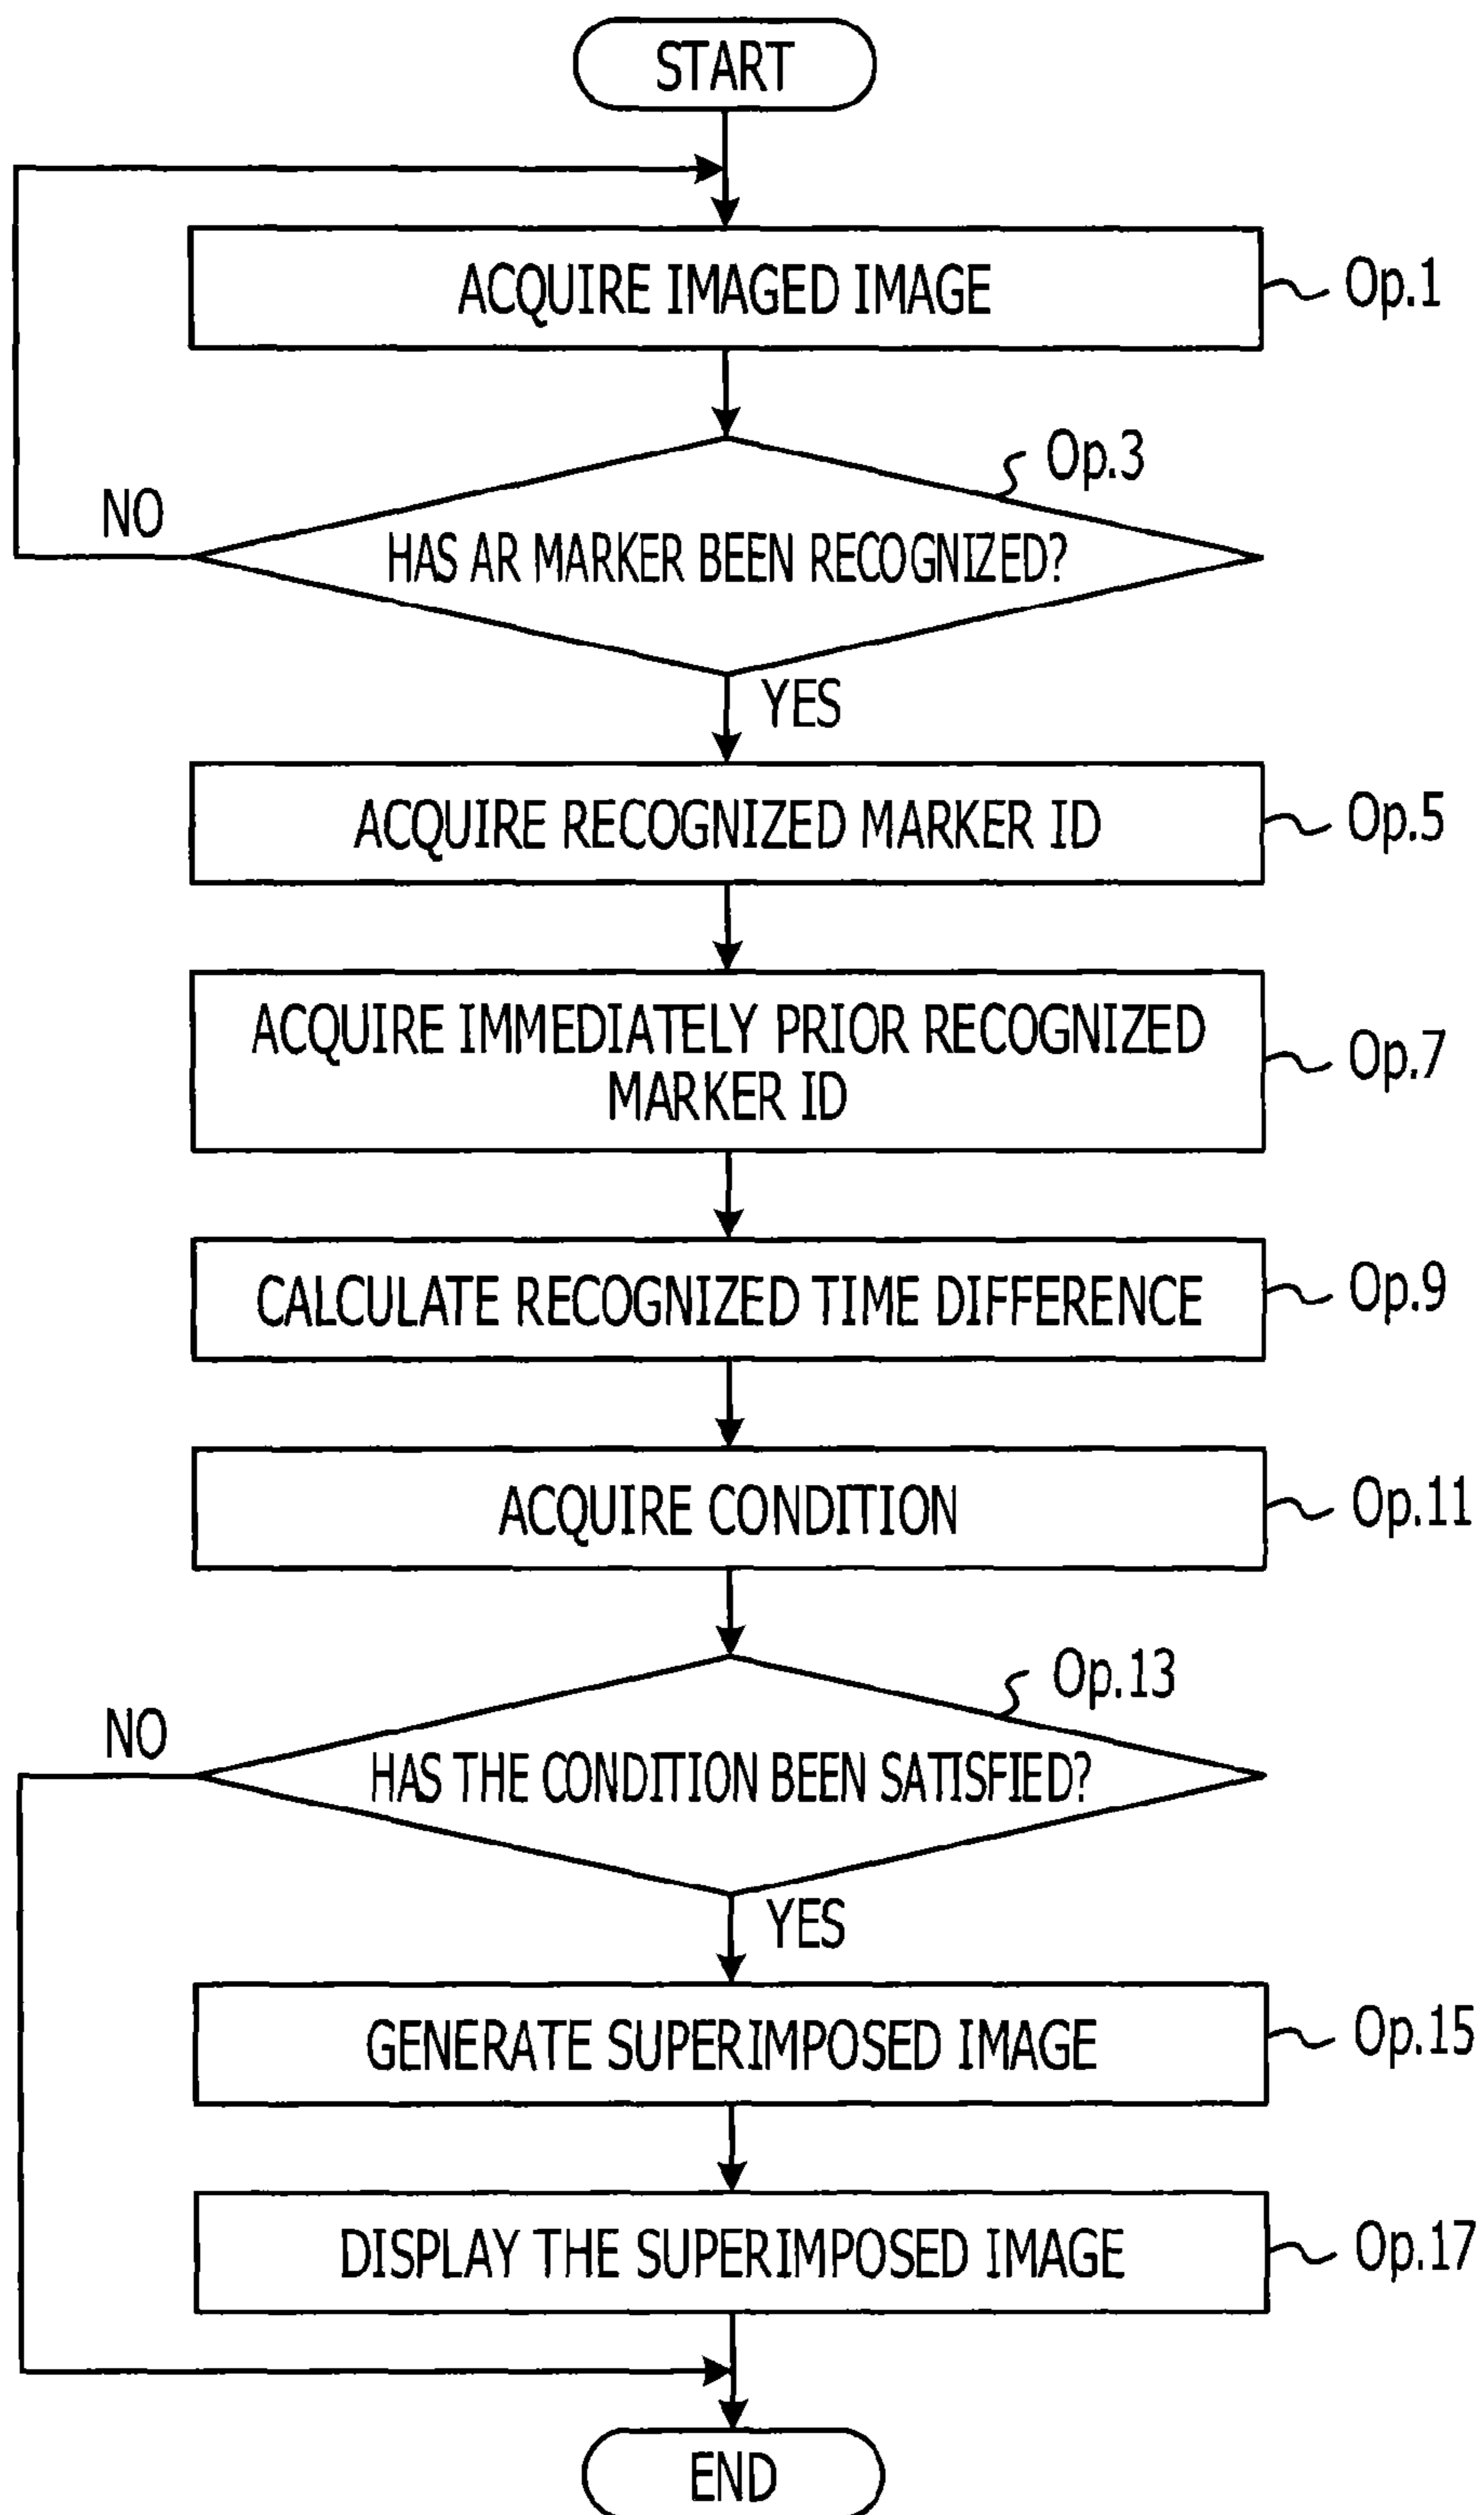 START
ACQUIRE IMAGED IMAGE
Op.1
Op.3
NO
HAS AR MARKER BEEN RECOGNIZED?
YES
ACQUIRE RECOGNIZED MARKER ID
Op.5
ACQUIRE IMMEDIATELY PRIOR RECOGNIZED
MARKER ID
Op.7
CALCULATE RECOGNIZED TIME DIFFERENCE
Op.9
ACQUIRE CONDITION
Op.11
Op.13
NO
HAS THE CONDITION BEEN SATISFIED?
YES
GENERATE SUPERIMPOSED IMAGE
Op.15
DISPLAY THE SUPERIMPOSED IMAGE
Op.17
END